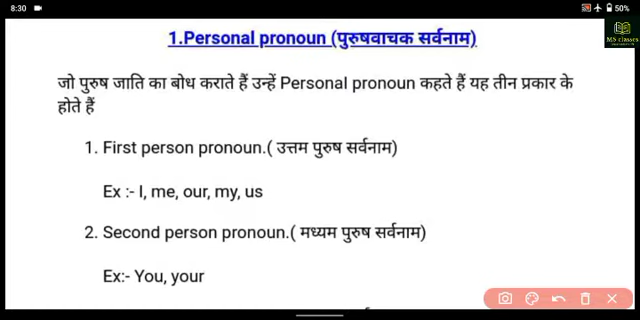 8:30
50%
MS classes
1.Personal pronoun (पुरुषवाचक सर्वनाम)
जो पुरुष जाति का बोध कराते हैं उन्हें Personal pronoun कहते हैं यह तीन प्रकार के
होते हैं
1. First person pronoun.( उत्तम पुरुष सर्वनाम)
Ex :- I, me, our, my, us
2. Second person pronoun.( मध्यम पुरुष सर्वनाम)
Ex:- You, your